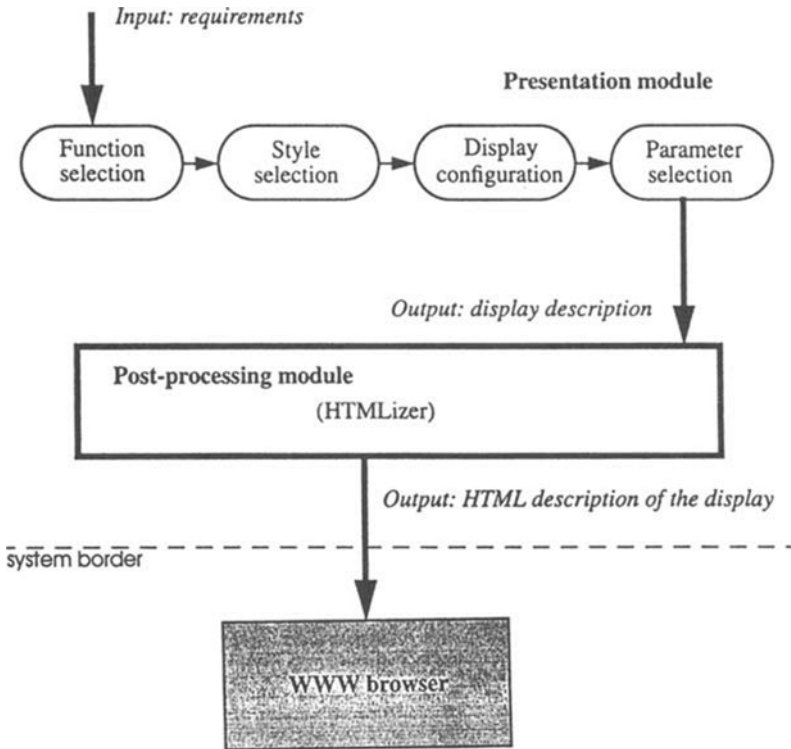 Input: requirements
Presentation module
Function
selection
Style
selection
Display
configuration
Parameter
selection
Output: display description
Post-processing module
(HTMLizer)
Output: HTML description of the display
system border
WWW browser